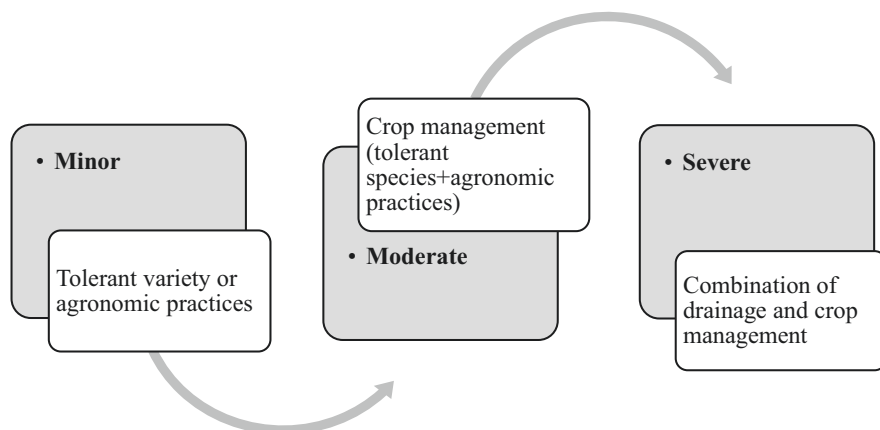 • Minor
Tolerant variety or
agronomic practices
Crop management
(tolerant
species+agronomic
practices)
• Moderate
• Severe
Combination of
drainage and crop
management